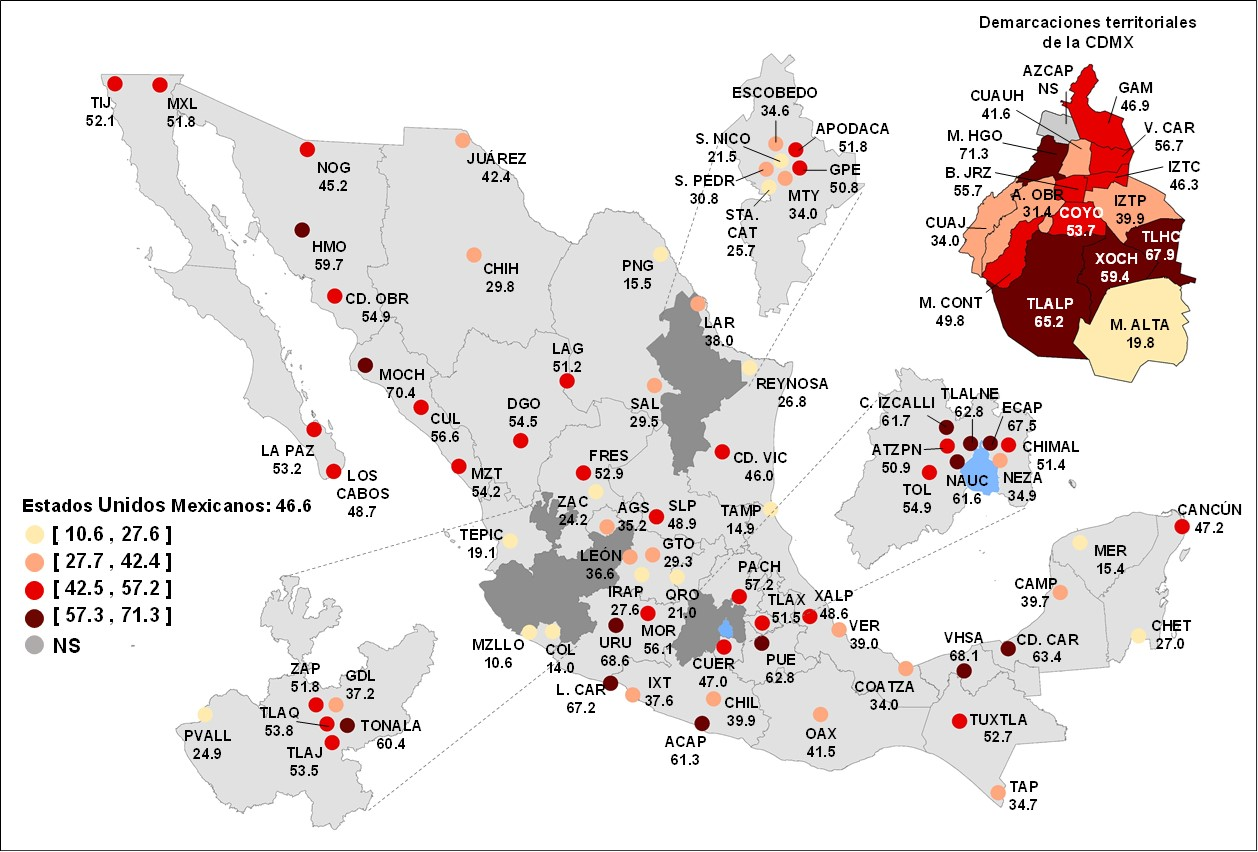 Demarcaciones territoriales
de la CDMX
AZCAP
NS
CUAUH
41.6
GAM
46.9
M. HGO
71.3
V. CAR
56.7
B. JRZ
55.7
IZTC
46.3
A. OBR
31.4
COYO
53.7
IZTP
39.9
CUAJ
34.0
TLHC
67.9
XOCH
59.4
M. CONT
49.8
TLALP
65.2
M. ALTA
19.8
ESCOBEDO
34.6
S. NICO
21.5
APODACA
51.8
S. PEDR
30.8
GPE
50.8
MTY
34.0
STA.
CAT
25.7
TIJ
52.1
MXL
51.8
NOG
45.2
JUÁREZ
42.4
HMO
59.7
CHIH
29.8
PNG
15.5
CD. OBR
54.9
LAR
38.0
MOCH
70.4
LAG
51.2
REYNOSA
26.8
CUL
56.6
DGO
54.5
SAL
29.5
LA PAZ
53.2
MZT
54.2
FRES
52.9
CD. VIC
46.0
LOS
CABOS
48.7
C. IZCALLI
61.7
TLALNE
62.8
ECAP
67.5
ATZPN
50.9
CHIMAL
51.4
TOL
54.9
NAUC
61.6
NEZA
34.9
Estados Unidos Mexicanos: 46.6
[ 10.6 , 27.6 ]
[ 27.7 , 42.4 ]
[ 42.5 , 57.2 ]
[ 57.3 , 71.3 ]
NS
ZAC
24.2
AGS
35.2
SLP
48.9
TAMP
14.9
TEPIC
19.1
LEÓN
36.6
GTO
29.3
IRAP
27.6
QRO
21.0
PACH
57.2
TLAX
51.5
XALP
48.6
VER
39.0
MZLLO
10.6
COL
14.0
URU
68.6
MOR
56.1
CUER
47.0
PUE
62.8
L. CAR
67.2
IXT
37.6
CHIL
39.9
ACAP
61.3
OAX
41.5
COATZA
34.0
VHSA
68.1
CD. CAR
63.4
CAMP
39.7
MER
15.4
CANCÚN
47.2
CHET
27.0
TUXTLA
52.7
TAP
34.7
ZAP
51.8
GDL
37.2
TLAQ
53.8
TONALA
60.4
PVALL
24.9
TLAJ
53.5